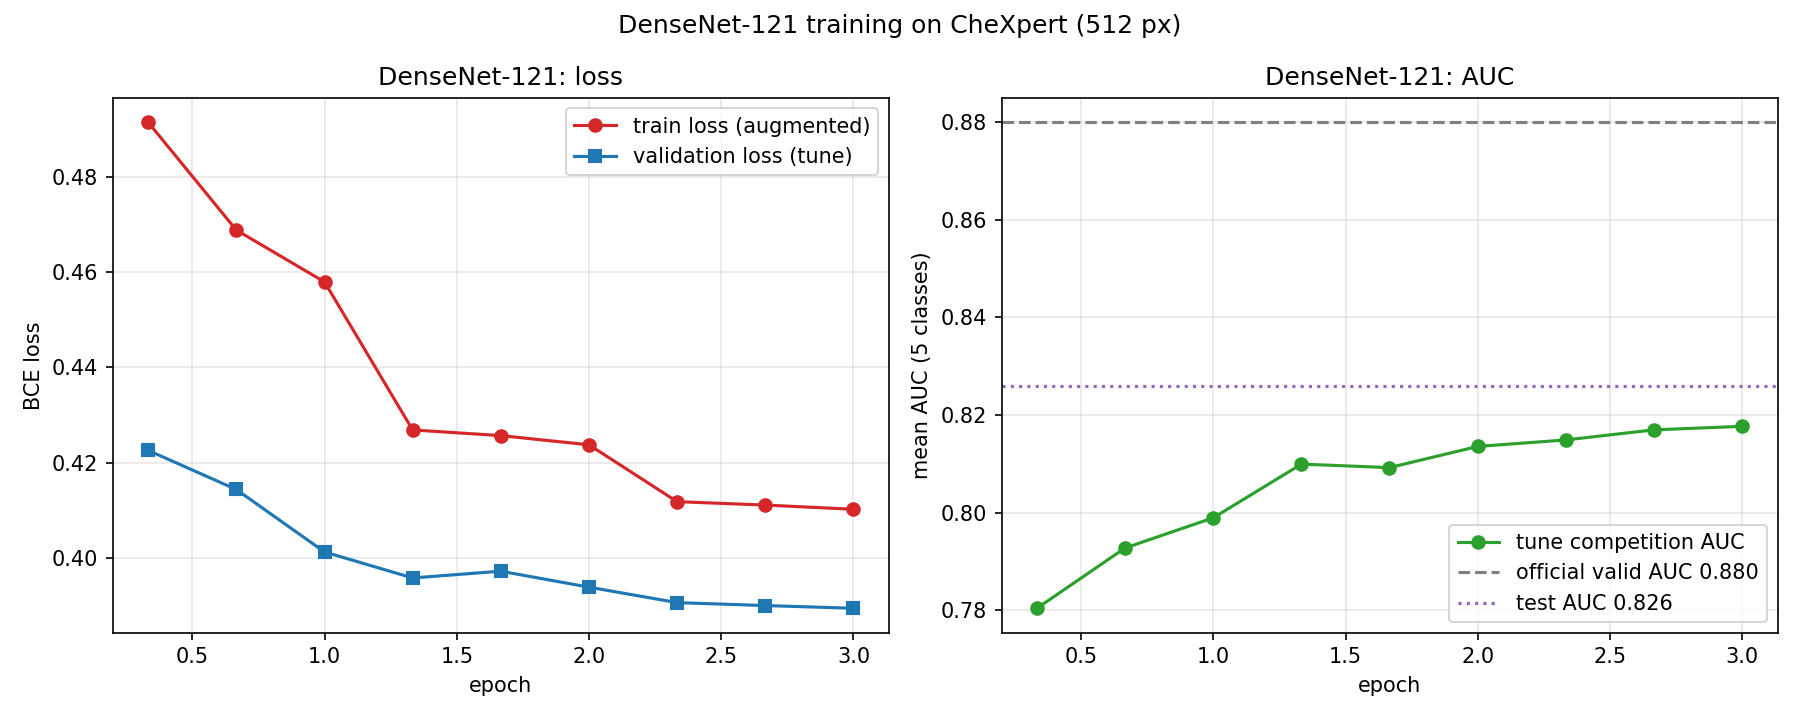 DenseNet-121 training on CheXpert (512 px)
DenseNet-121: loss
train loss (augmented)
validation loss (tune)
BCE loss
0.48
0.46
0.44
0.42
0.40
0.5 1.0 1.5 2.0 2.5 3.0
epoch
DenseNet-121: AUC
mean AUC (5 classes)
0.88
0.86
0.84
0.82
0.80
0.78
tune competition AUC
official valid AUC 0.880
test AUC 0.826
0.5 1.0 1.5 2.0 2.5 3.0
epoch